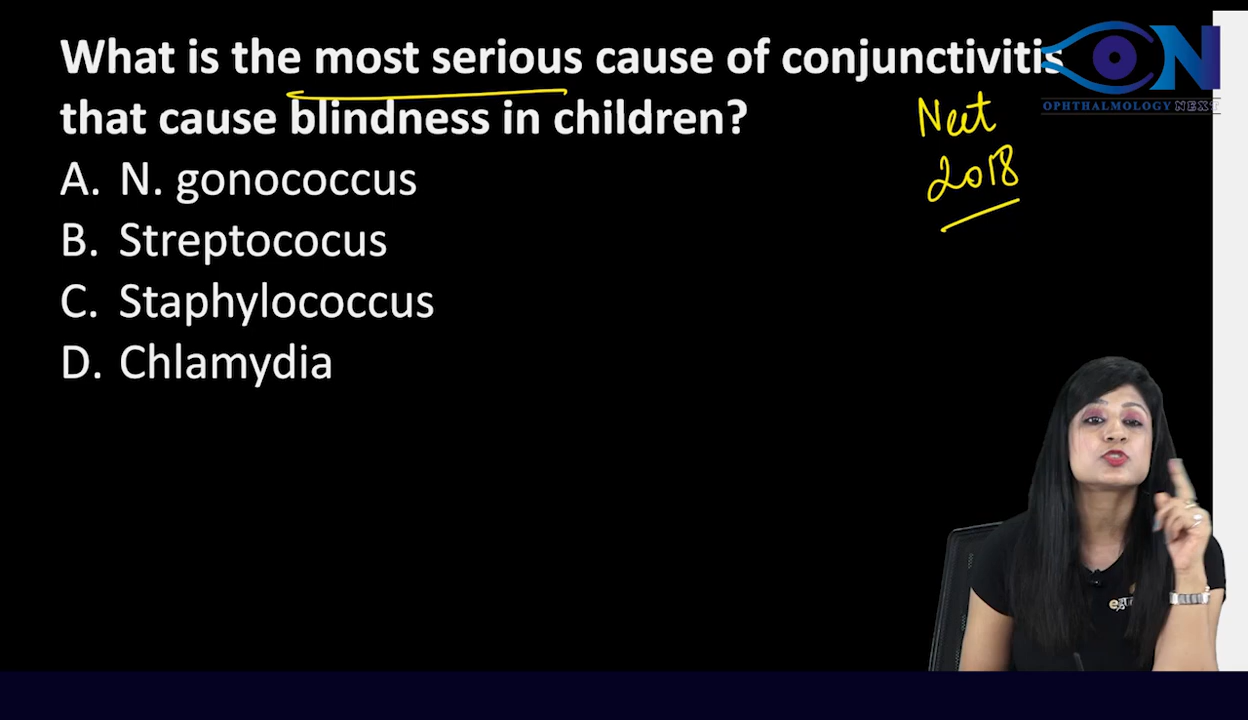 What is the most serious cause of conjunctivitis
that cause blindness in children?
A. N. gonococcus
B. Streptococus
C. Staphylococcus
D. Chlamydia
Neet
2018
ON
OPHTHALMOLOGY NEXT